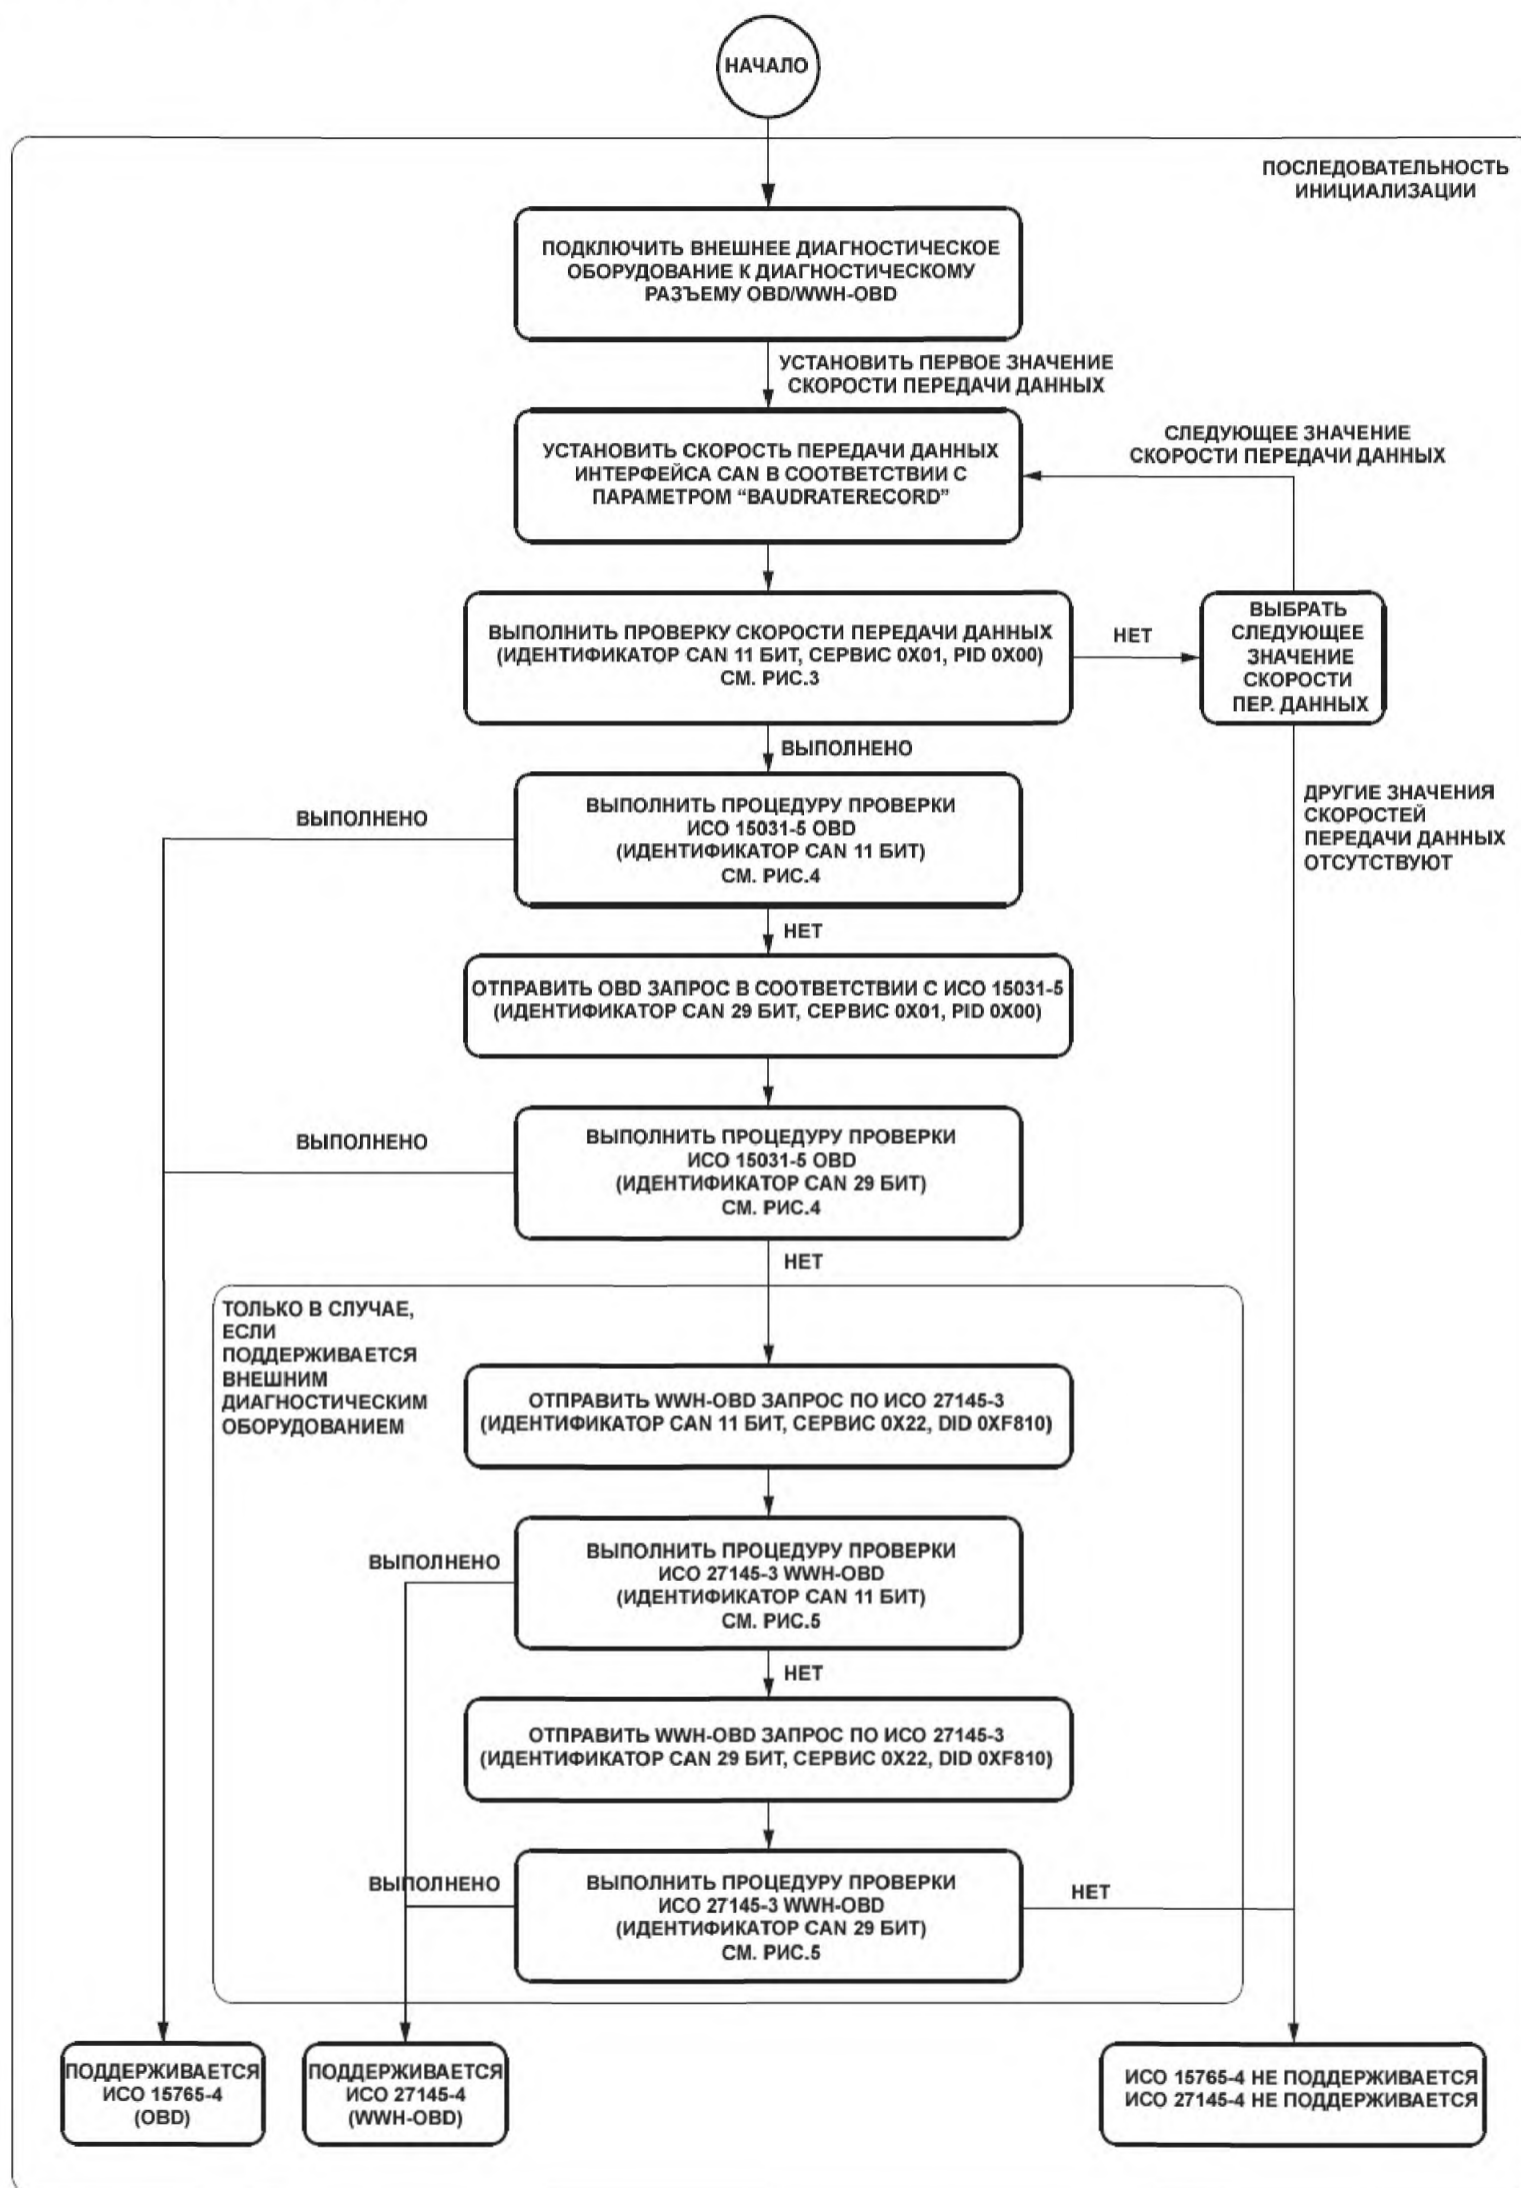 НАЧАЛО
ПОСЛЕДОВАТЕЛЬНОСТЬ
ИНИЦИАЛИЗАЦИИ
ПОДКЛЮЧИТЬ ВНЕШНЕЕ ДИАГНОСТИЧЕСКОЕ
ОБОРУДОВАНИЕ К ДИАГНОСТИЧЕСКОМУ
РАЗЪЕМУ OBD/WWH-OBD
УСТАНОВИТЬ ПЕРВОЕ ЗНАЧЕНИЕ
СКОРОСТИ ПЕРЕДАЧИ ДАННЫХ
УСТАНОВИТЬ СКОРОСТЬ ПЕРЕДАЧИ ДАННЫХ
ИНТЕРФЕЙСА CAN В СООТВЕТСТВИИ С
ПАРАМЕТРОМ “BAUDRATERECORD”
СЛЕДУЮЩЕЕ ЗНАЧЕНИЕ
СКОРОСТИ ПЕРЕДАЧИ ДАННЫХ
ВЫПОЛНИТЬ ПРОВЕРКУ СКОРОСТИ ПЕРЕДАЧИ ДАННЫХ
(ИДЕНТИФИКАТОР CAN 11 БИТ, СЕРВИС 0X01, PID 0X00)
СМ. РИС.3
НЕТ
ВЫБРАТЬ
СЛЕДУЮЩЕЕ
ЗНАЧЕНИЕ
СКОРОСТИ
ПЕР. ДАННЫХ
ВЫПОЛНЕНО
ВЫПОЛНИТЬ ПРОЦЕДУРУ ПРОВЕРКИ
ИСО 15031-5 OBD
(ИДЕНТИФИКАТОР CAN 11 БИТ)
СМ. РИС.4
ВЫПОЛНЕНО
ДРУГИЕ ЗНАЧЕНИЯ
СКОРОСТЕЙ
ПЕРЕДАЧИ ДАННЫХ
ОТСУТСТВУЮТ
НЕТ
ОТПРАВИТЬ OBD ЗАПРОС В СООТВЕТСТВИИ С ИСО 15031-5
(ИДЕНТИФИКАТОР CAN 29 БИТ, СЕРВИС 0X01, PID 0X00)
ВЫПОЛНЕНО
ВЫПОЛНИТЬ ПРОЦЕДУРУ ПРОВЕРКИ
ИСО 15031-5 OBD
(ИДЕНТИФИКАТОР CAN 29 БИТ)
СМ. РИС.4
НЕТ
ТОЛЬКО В СЛУЧАЕ,
ЕСЛИ
ПОДДЕРЖИВАЕТСЯ
ВНЕШНИМ
ДИАГНОСТИЧЕСКИМ
ОБОРУДОВАНИЕМ
ОТПРАВИТЬ WWH-OBD ЗАПРОС ПО ИСО 27145-3
(ИДЕНТИФИКАТОР CAN 11 БИТ, СЕРВИС 0X22, DID 0XF810)
ВЫПОЛНЕНО
ВЫПОЛНИТЬ ПРОЦЕДУРУ ПРОВЕРКИ
ИСО 27145-3 WWH-OBD
(ИДЕНТИФИКАТОР CAN 11 БИТ)
СМ. РИС.5
НЕТ
ОТПРАВИТЬ WWH-OBD ЗАПРОС ПО ИСО 27145-3
(ИДЕНТИФИКАТОР CAN 29 БИТ, СЕРВИС 0X22, DID 0XF810)
ВЫПОЛНЕНО
ВЫПОЛНИТЬ ПРОЦЕДУРУ ПРОВЕРКИ
ИСО 27145-3 WWH-OBD
(ИДЕНТИФИКАТОР CAN 29 БИТ)
СМ. РИС.5
НЕТ
ПОДДЕРЖИВАЕТСЯ
ИСО 15765-4
(OBD)
ПОДДЕРЖИВАЕТСЯ
ИСО 27145-4
(WWH-OBD)
ИСО 15765-4 НЕ ПОДДЕРЖИВАЕТСЯ
ИСО 27145-4 НЕ ПОДДЕРЖИВАЕТСЯ